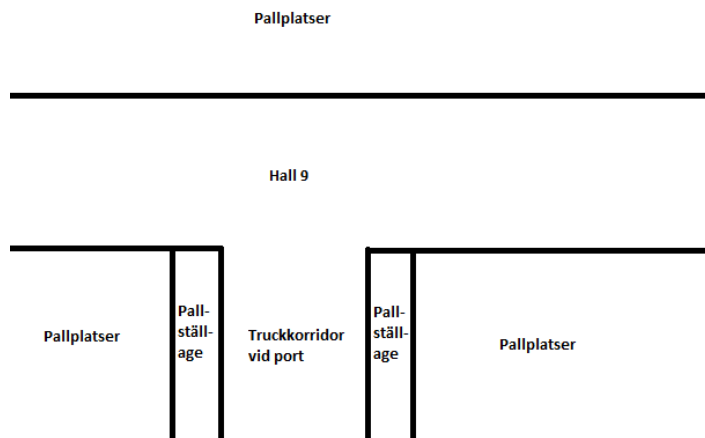 Pallplatser
Hall 9
Pallplatser
Pall-
ställ-
age
Truckkorridor
vid port
Pall-
ställ-
age
Pallplatser